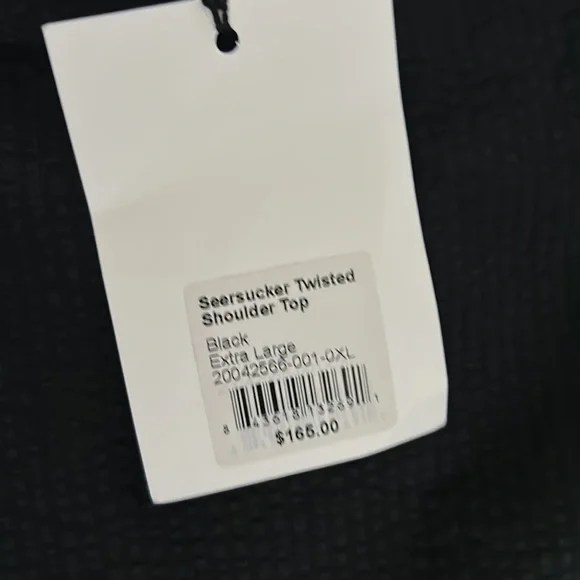 Seersucker Twisted
Shoulder Top
Black
Extra Large
20042566-001-0XL
$165.00